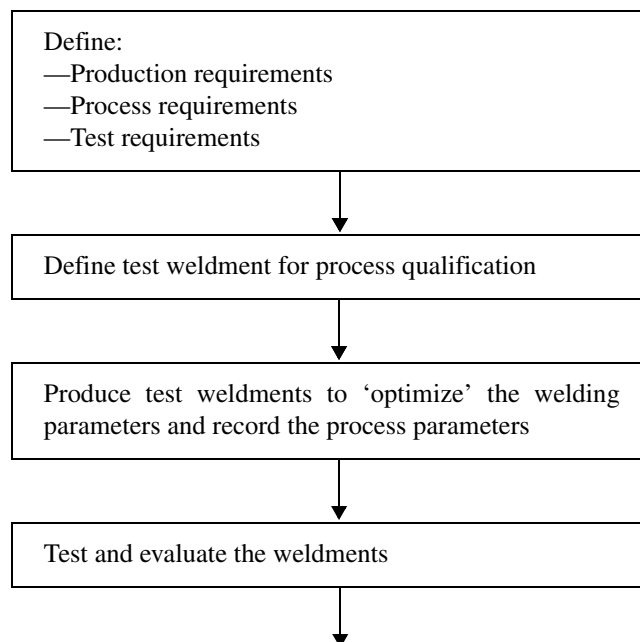 Define:
—Production requirements
—Process requirements
—Test requirements
Define test weldment for process qualification
Produce test weldments to ‘optimize’ the welding
parameters and record the process parameters
Test and evaluate the weldments